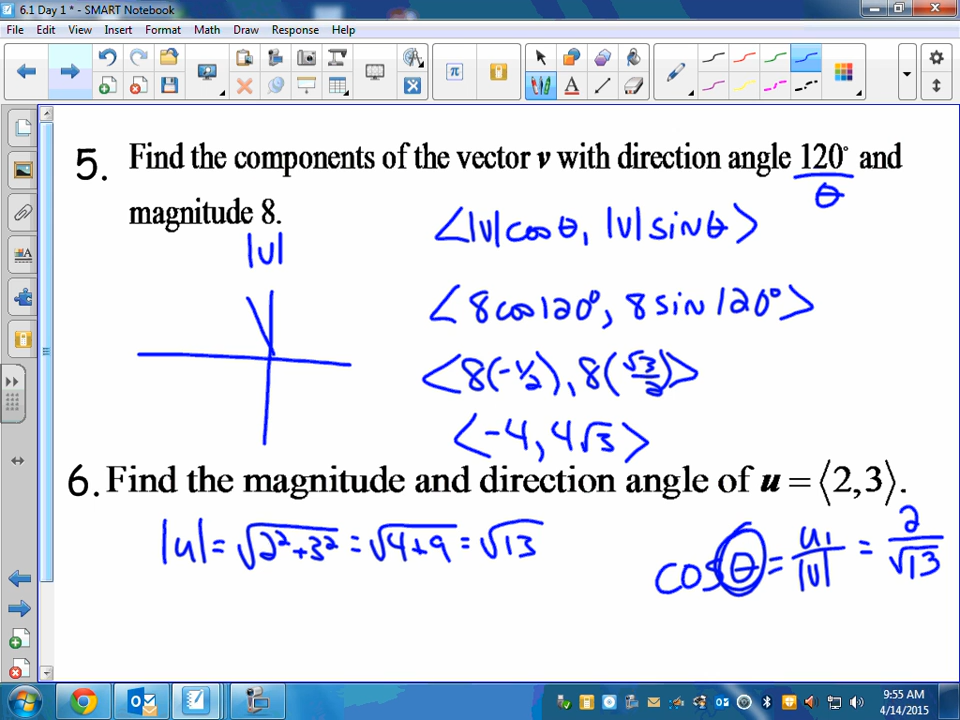 6.1 Day 1 * - SMART Notebook
File Edit View Insert Format Math Draw Response Help
5. Find the components of the vector v with direction angle 120° and
θ
magnitude 8.
|v|
<|v|cosθ, |v|sinθ>
<8cos120°, 8sin120°>
<8(-1/2), 8(√3/2)>
<-4, 4√3>
6. Find the magnitude and direction angle of u = ⟨2,3⟩.
|u| = √2²+3² = √4+9 = √13
cosθ = u₁/|u| = 2/√13
9:55 AM
4/14/2015